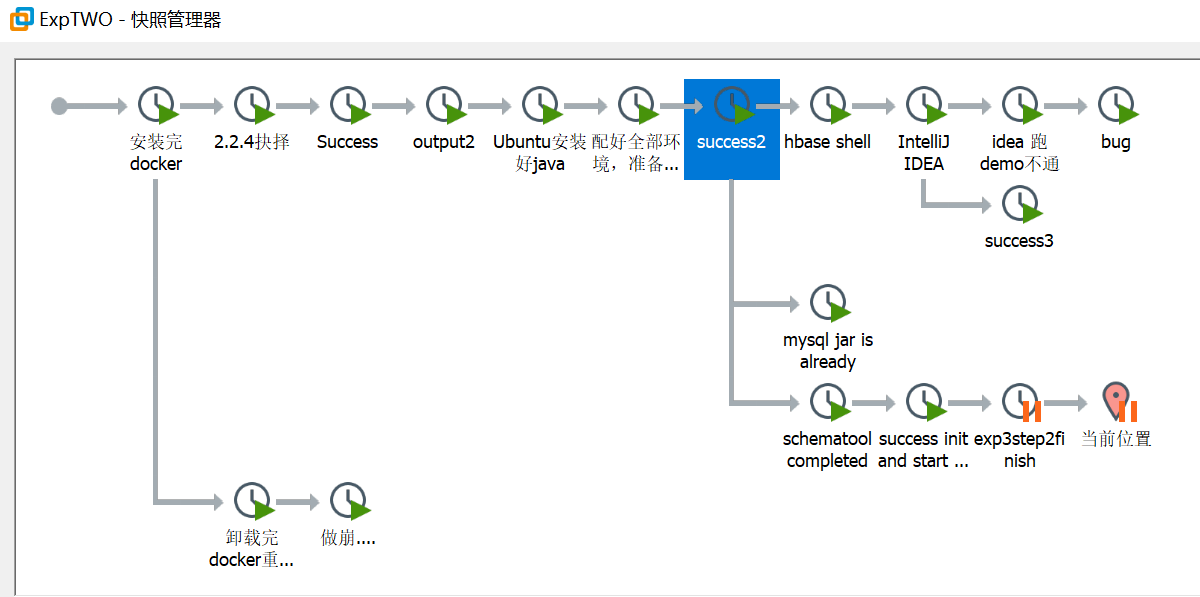 ExpTWO - 快照管理器
安装完
docker
2.2.4抉择
Success
output2
Ubuntu安装
好java
配好全部环
境，准备...
success2
hbase shell
IntelliJ
IDEA
idea 跑
demo不通
bug
success3
mysql jar is
already
schematool
completed
success init
and start ...
exp3step2fi
nish
当前位置
卸载完
docker重...
做崩....